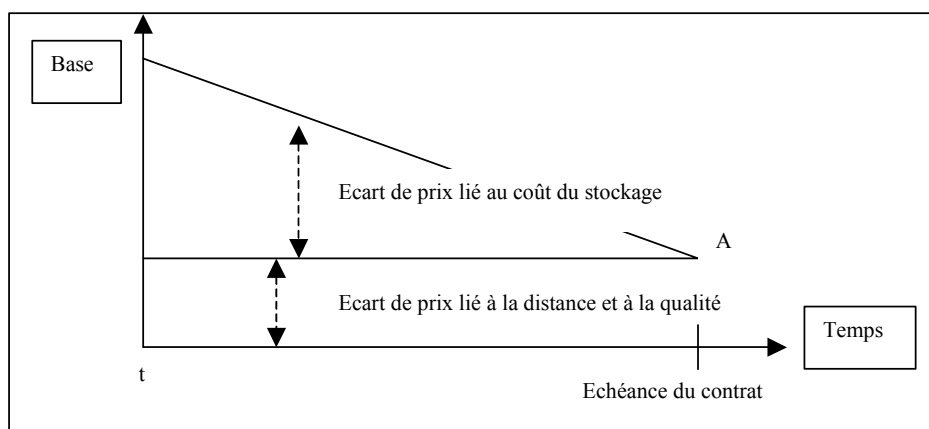 Base
Ecart de prix lié au coût du stockage
A
Ecart de prix lié à la distance et à la qualité
Temps
t
Echéance du contrat